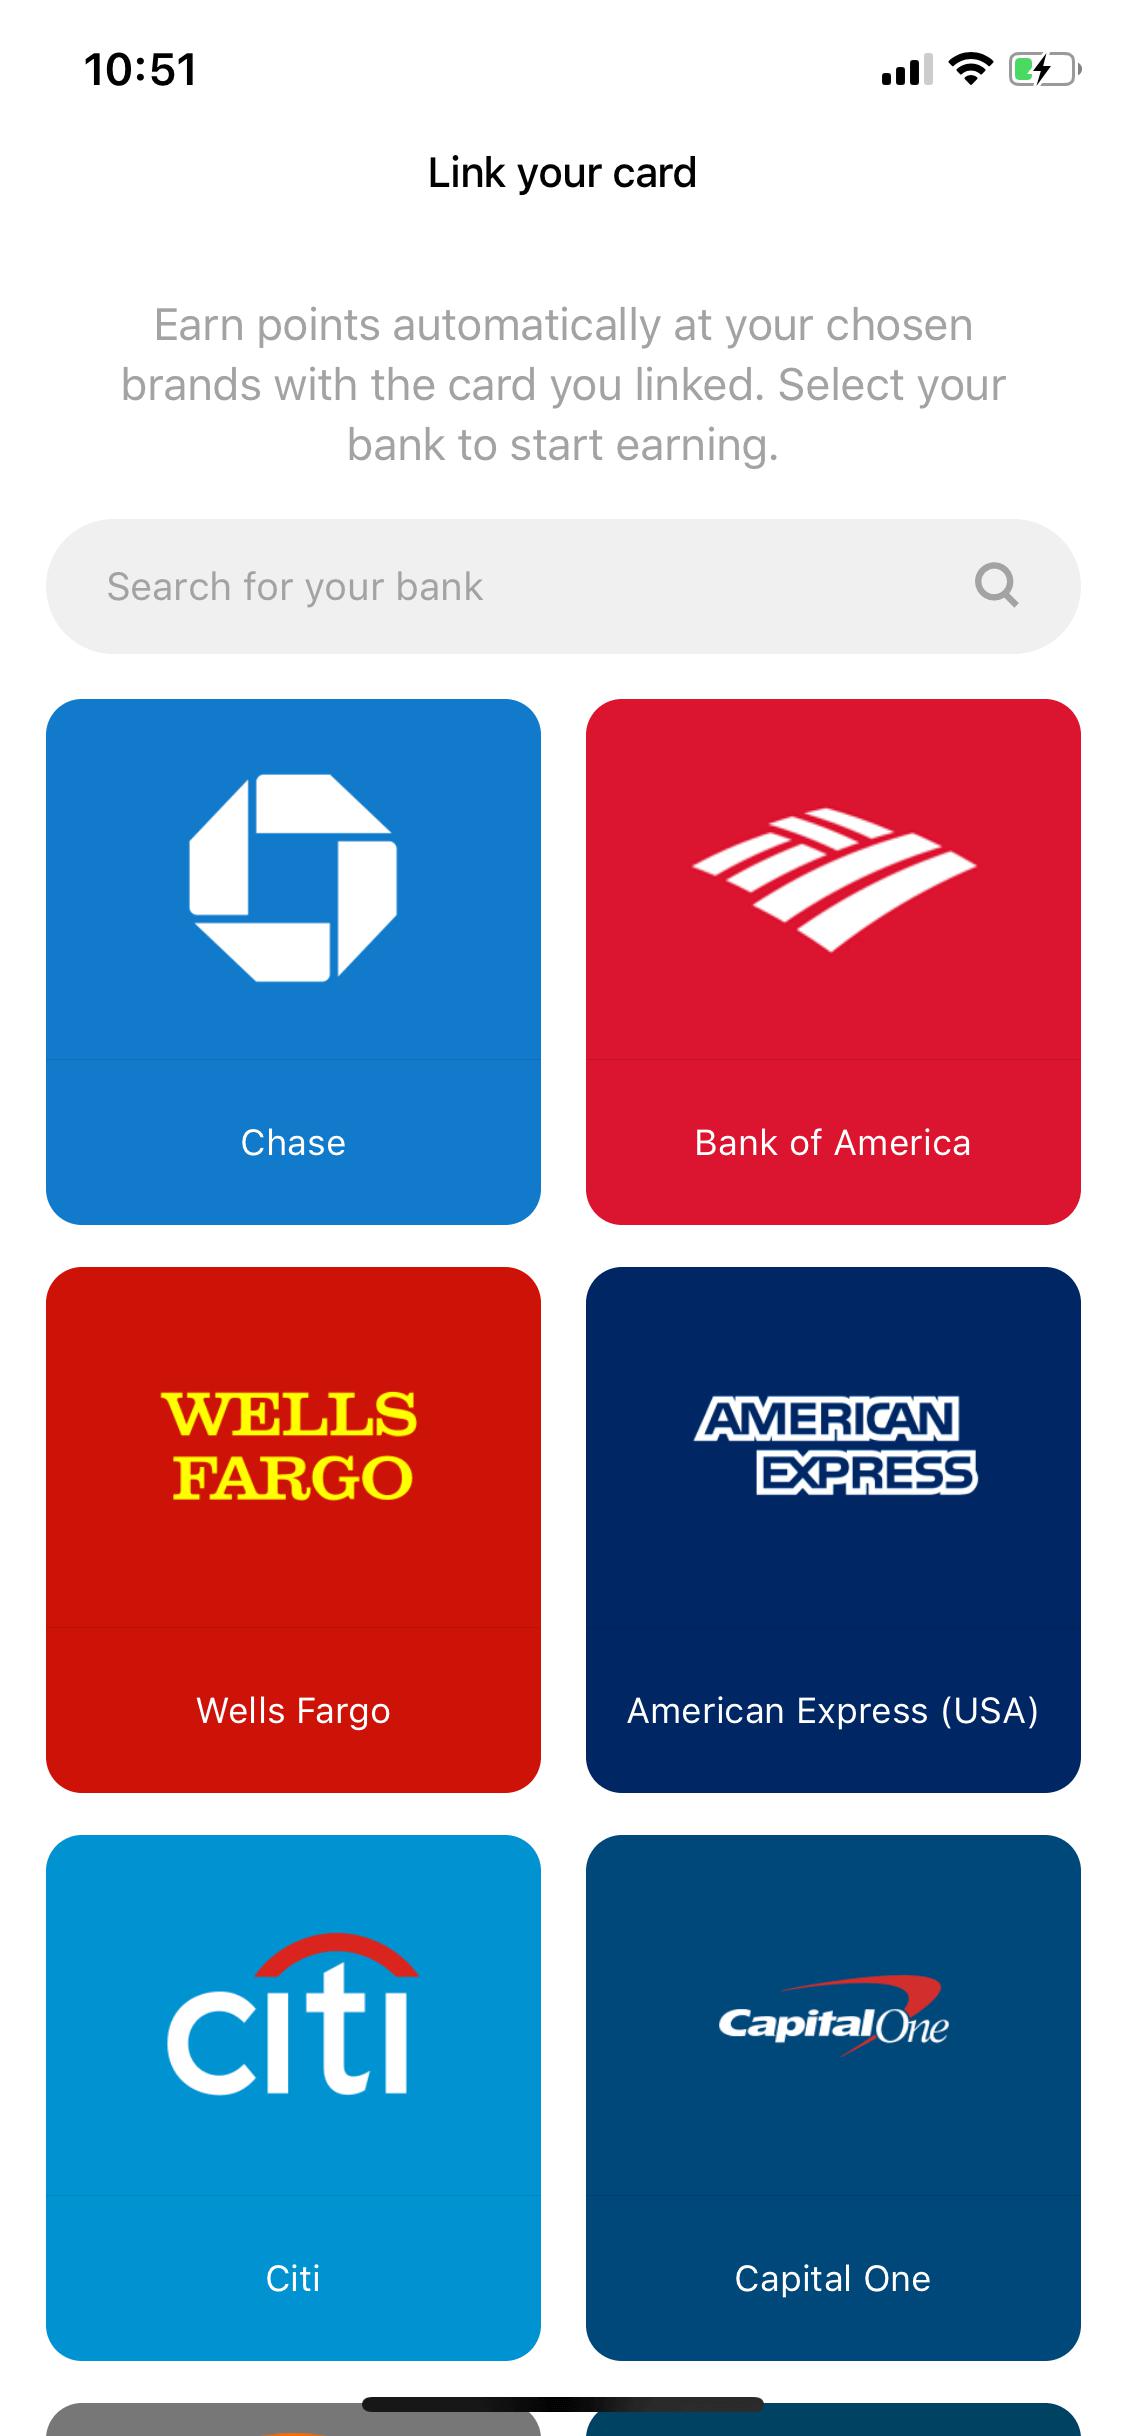 10:51
Link your card
Earn points automatically at your chosen
brands with the card you linked. Select your
bank to start earning.
Search for your bank
Chase
Bank of America
WELLS
FARGO
Wells Fargo
AMERICAN
EXPRESS
American Express (USA)
citi
Citi
CapitalOne
Capital One